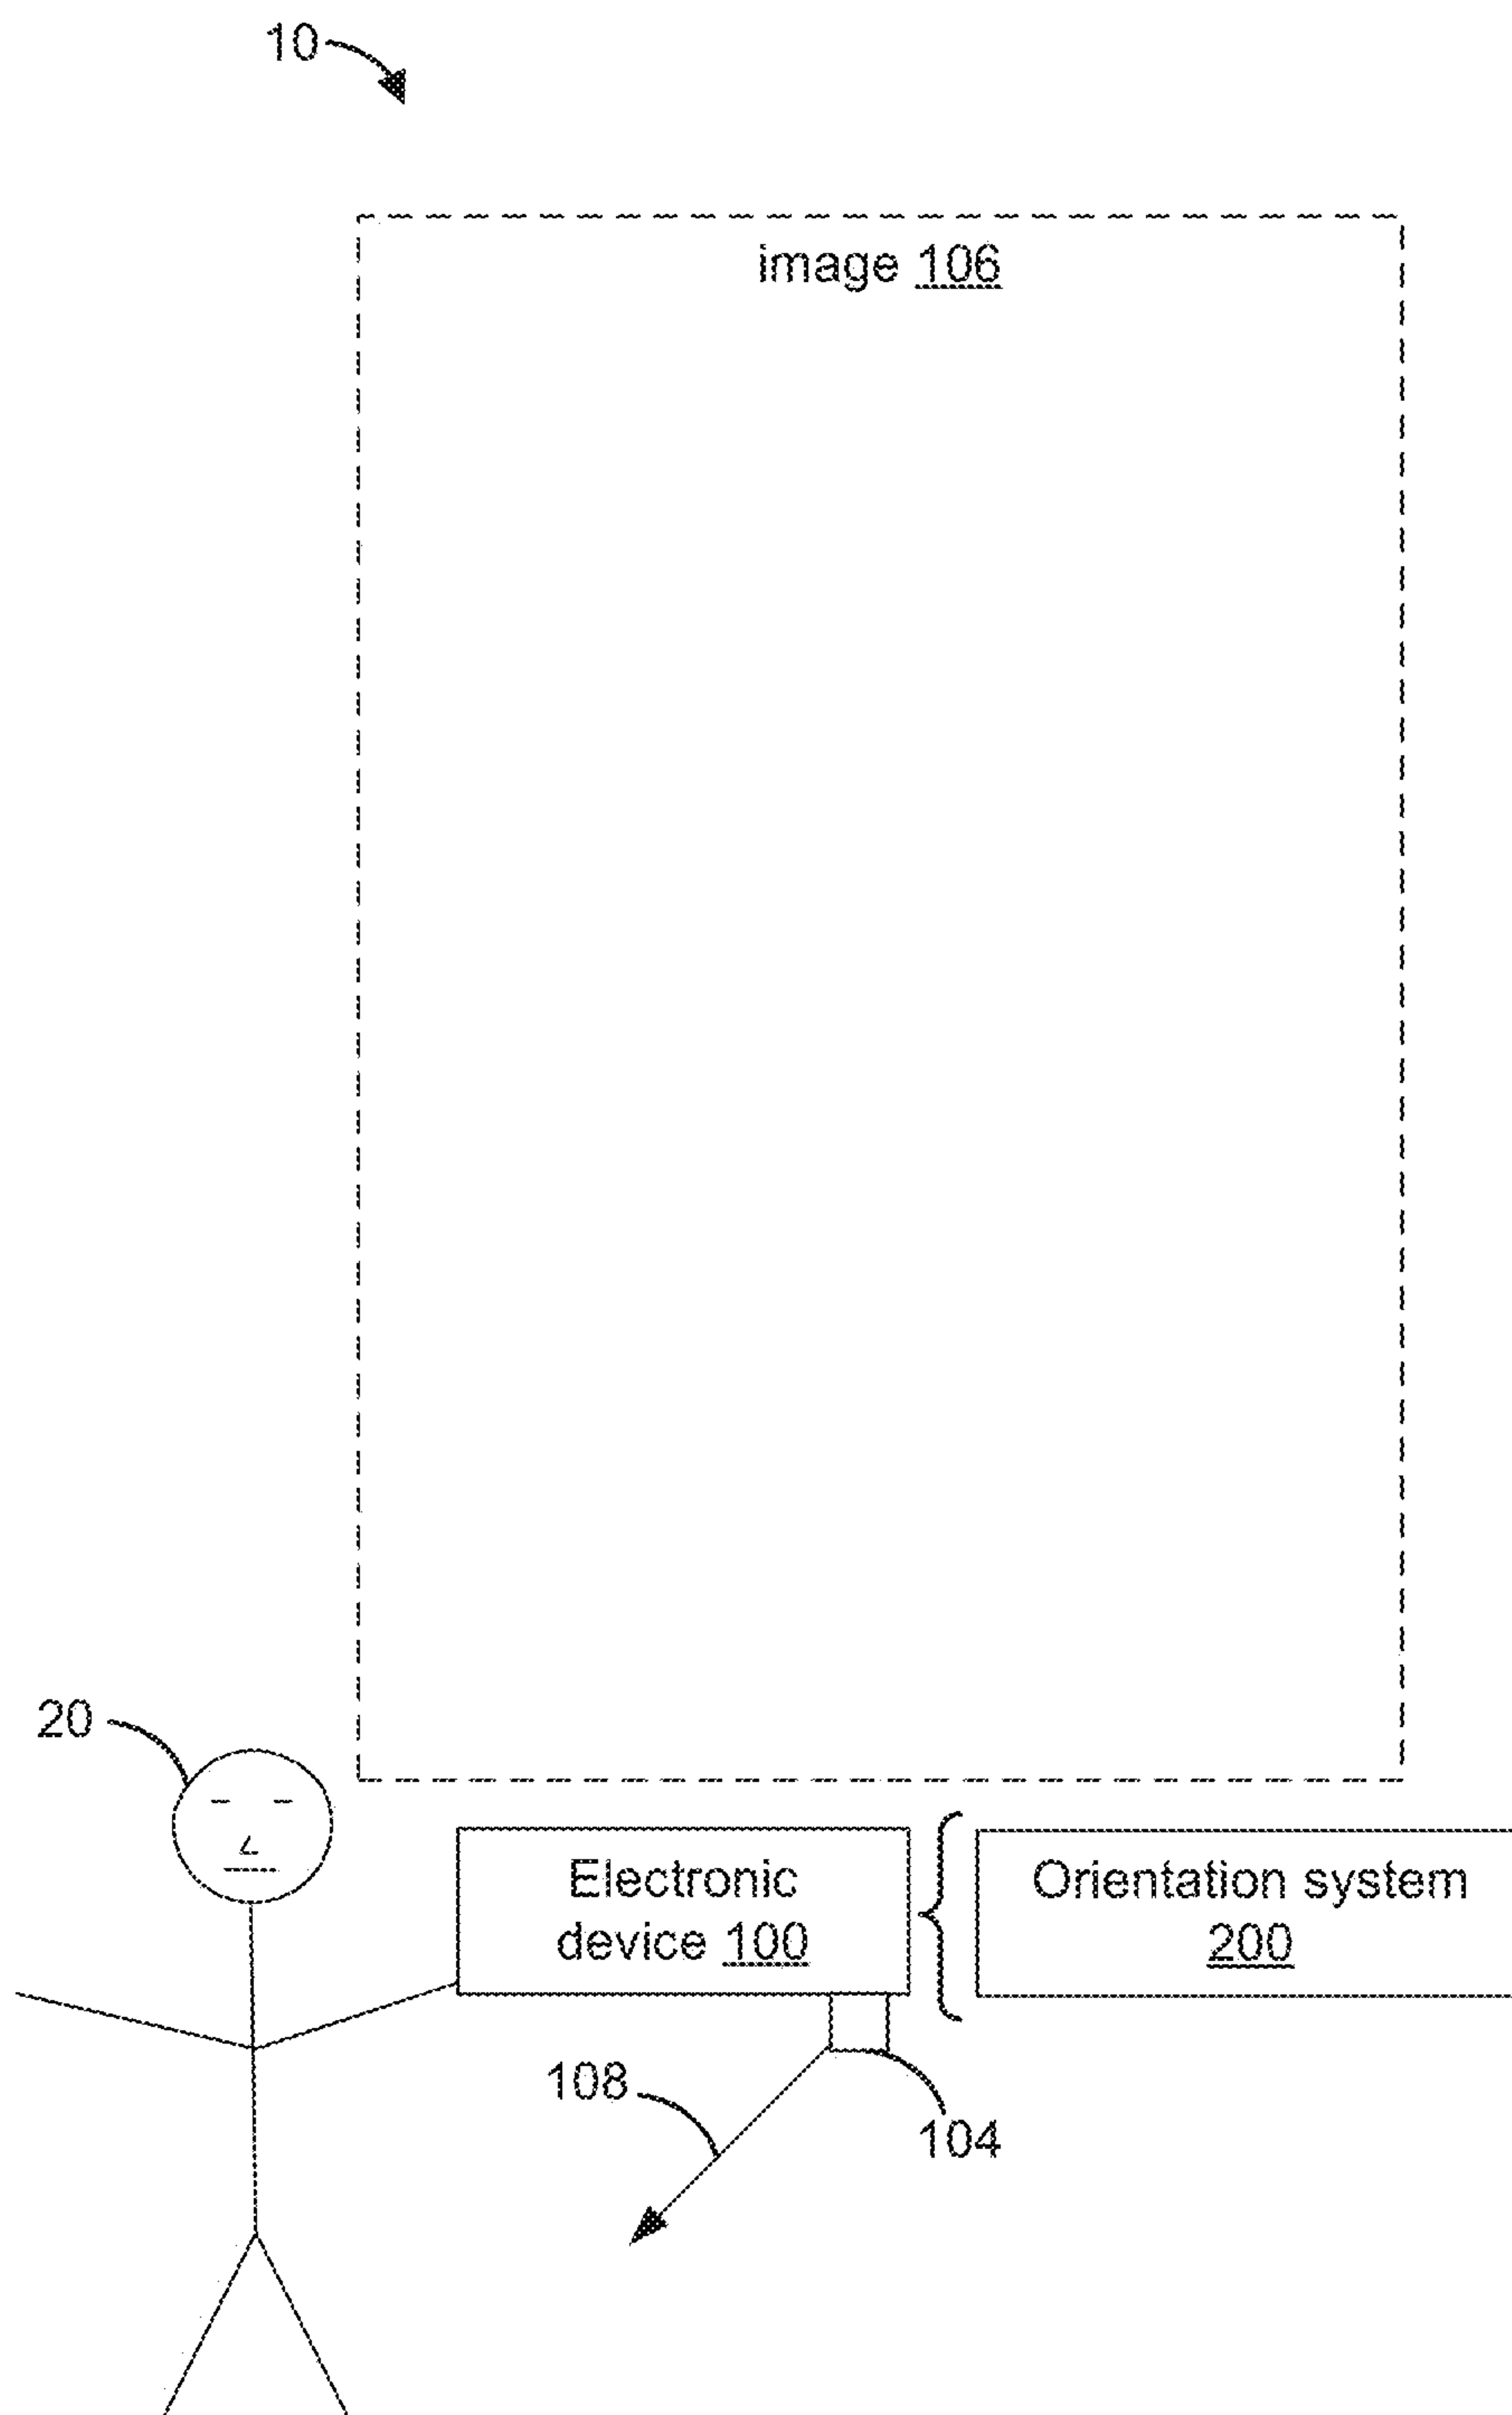 10
image 106
20
Electronic
device 100
Orientation system
200
108
104